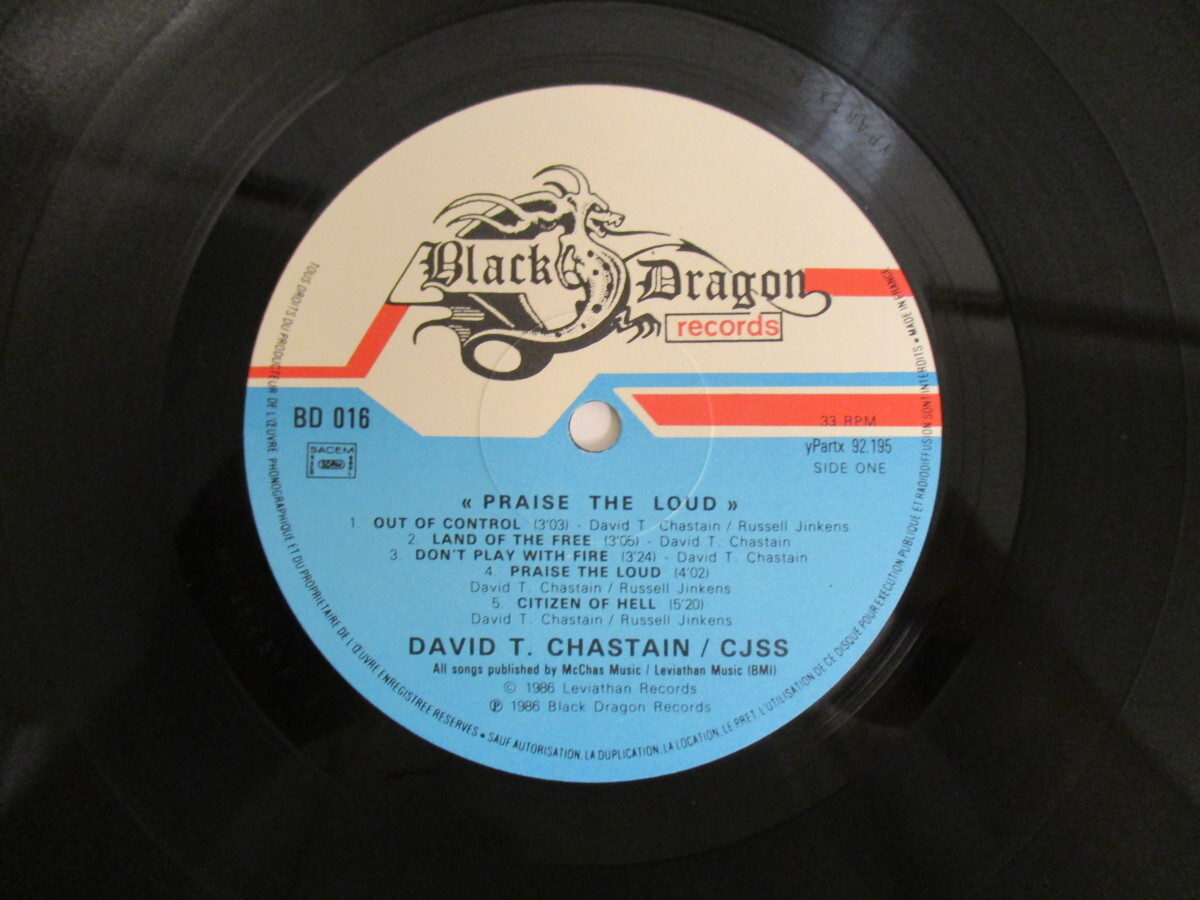 Black Dragon
records
BD 016
SACEM
33 RPM
yPartx 92.195
SIDE ONE
« PRAISE THE LOUD »
1. OUT OF CONTROL (3'03) - David T. Chastain / Russell Jinkens
2. LAND OF THE FREE (3'05) - David T. Chastain
3. DON'T PLAY WITH FIRE (3'24) - David T. Chastain
4. PRAISE THE LOUD (4'02)
David T. Chastain / Russell Jinkens
5. CITIZEN OF HELL (5'20)
David T. Chastain / Russell Jinkens
DAVID T. CHASTAIN / CJSS
All songs published by McChas Music / Leviathan Music (BMI)
© 1986 Leviathan Records
℗ 1986 Black Dragon Records
TOUS DROITS DU PRODUCTEUR DE L'ŒUVRE PHONOGRAPHIQUE ET DU PROPRIETAIRE DE L'ŒUVRE ENREGISTREE RESERVES • SAUF AUTORISATION, LA DUPLICATION, LA LOCATION, LE PRET, L'UTILISATION DE CE DISQUE POUR EXECUTION PUBLIQUE ET RADIODIFFUSION SONT INTERDITS • MADE IN FRANCE